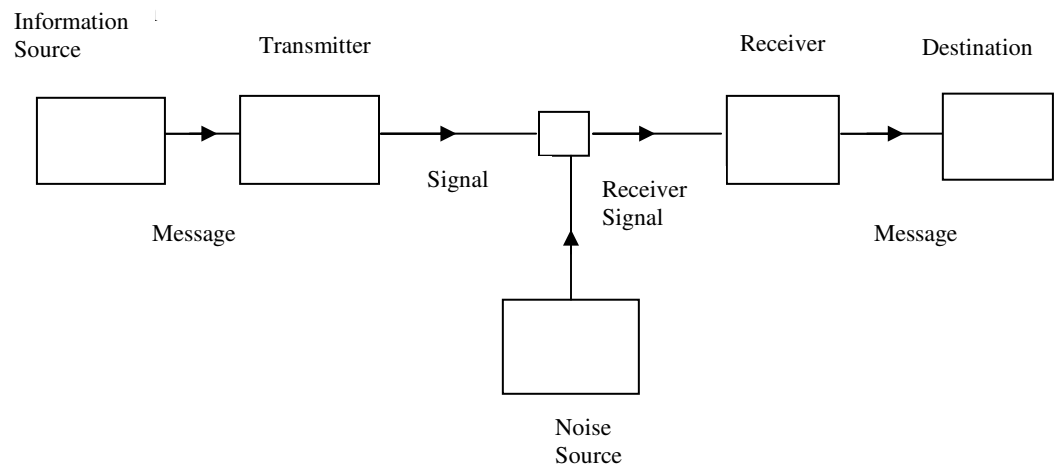 Information
Source
Transmitter
Receiver
Destination
Signal
Receiver
Signal
Message
Message
Noise
Source